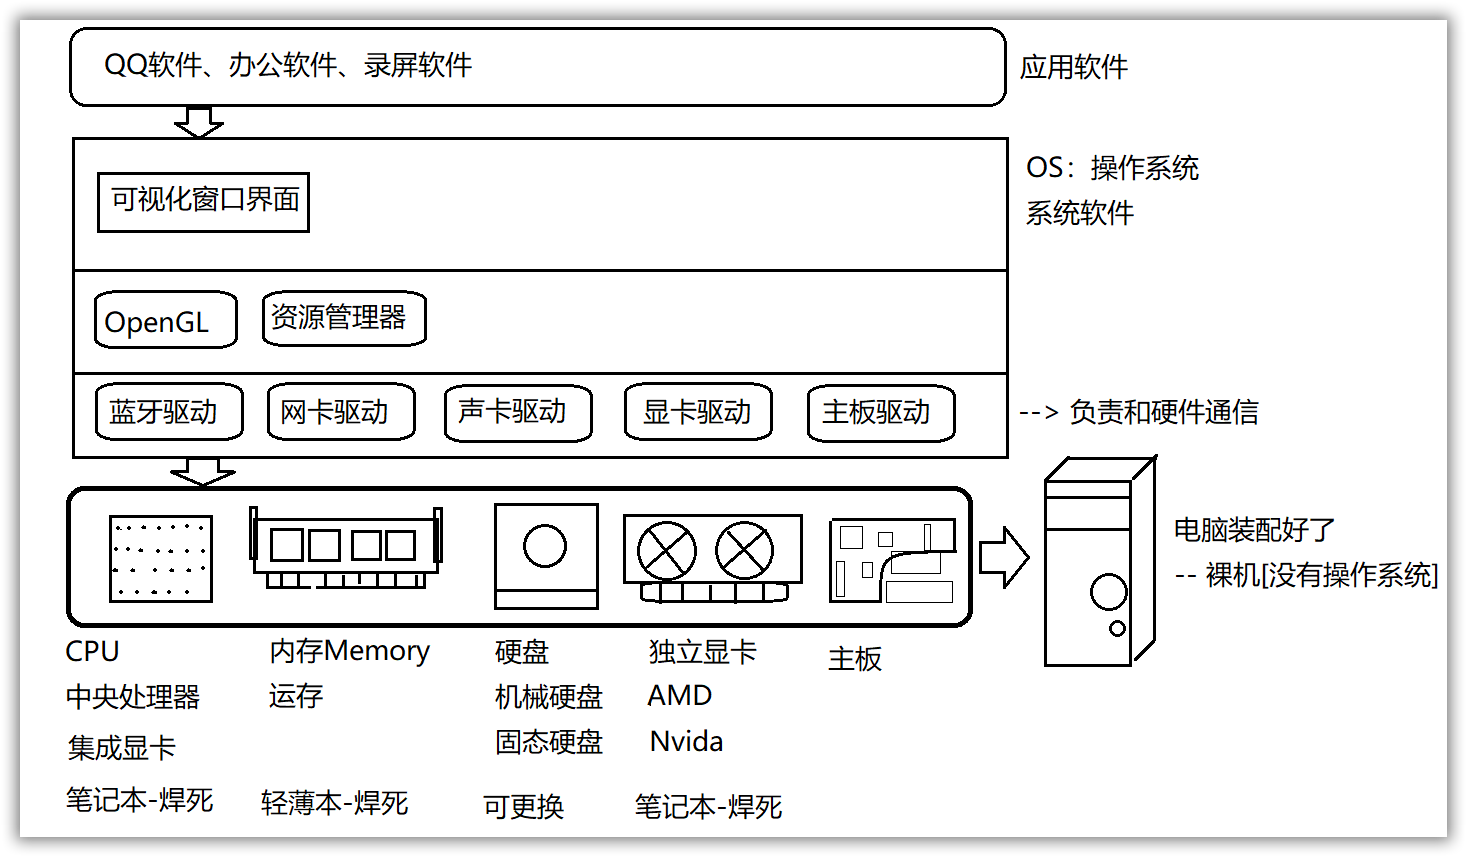 QQ软件、办公软件、录屏软件
应用软件
可视化窗口界面
OS：操作系统
系统软件
OpenGL
资源管理器
蓝牙驱动
网卡驱动
声卡驱动
显卡驱动
主板驱动
--> 负责和硬件通信
电脑装配好了
-- 裸机[没有操作系统]
CPU
中央处理器
集成显卡
笔记本-焊死
内存Memory
运存
轻薄本-焊死
硬盘
机械硬盘
固态硬盘
可更换
独立显卡
AMD
Nvida
笔记本-焊死
主板